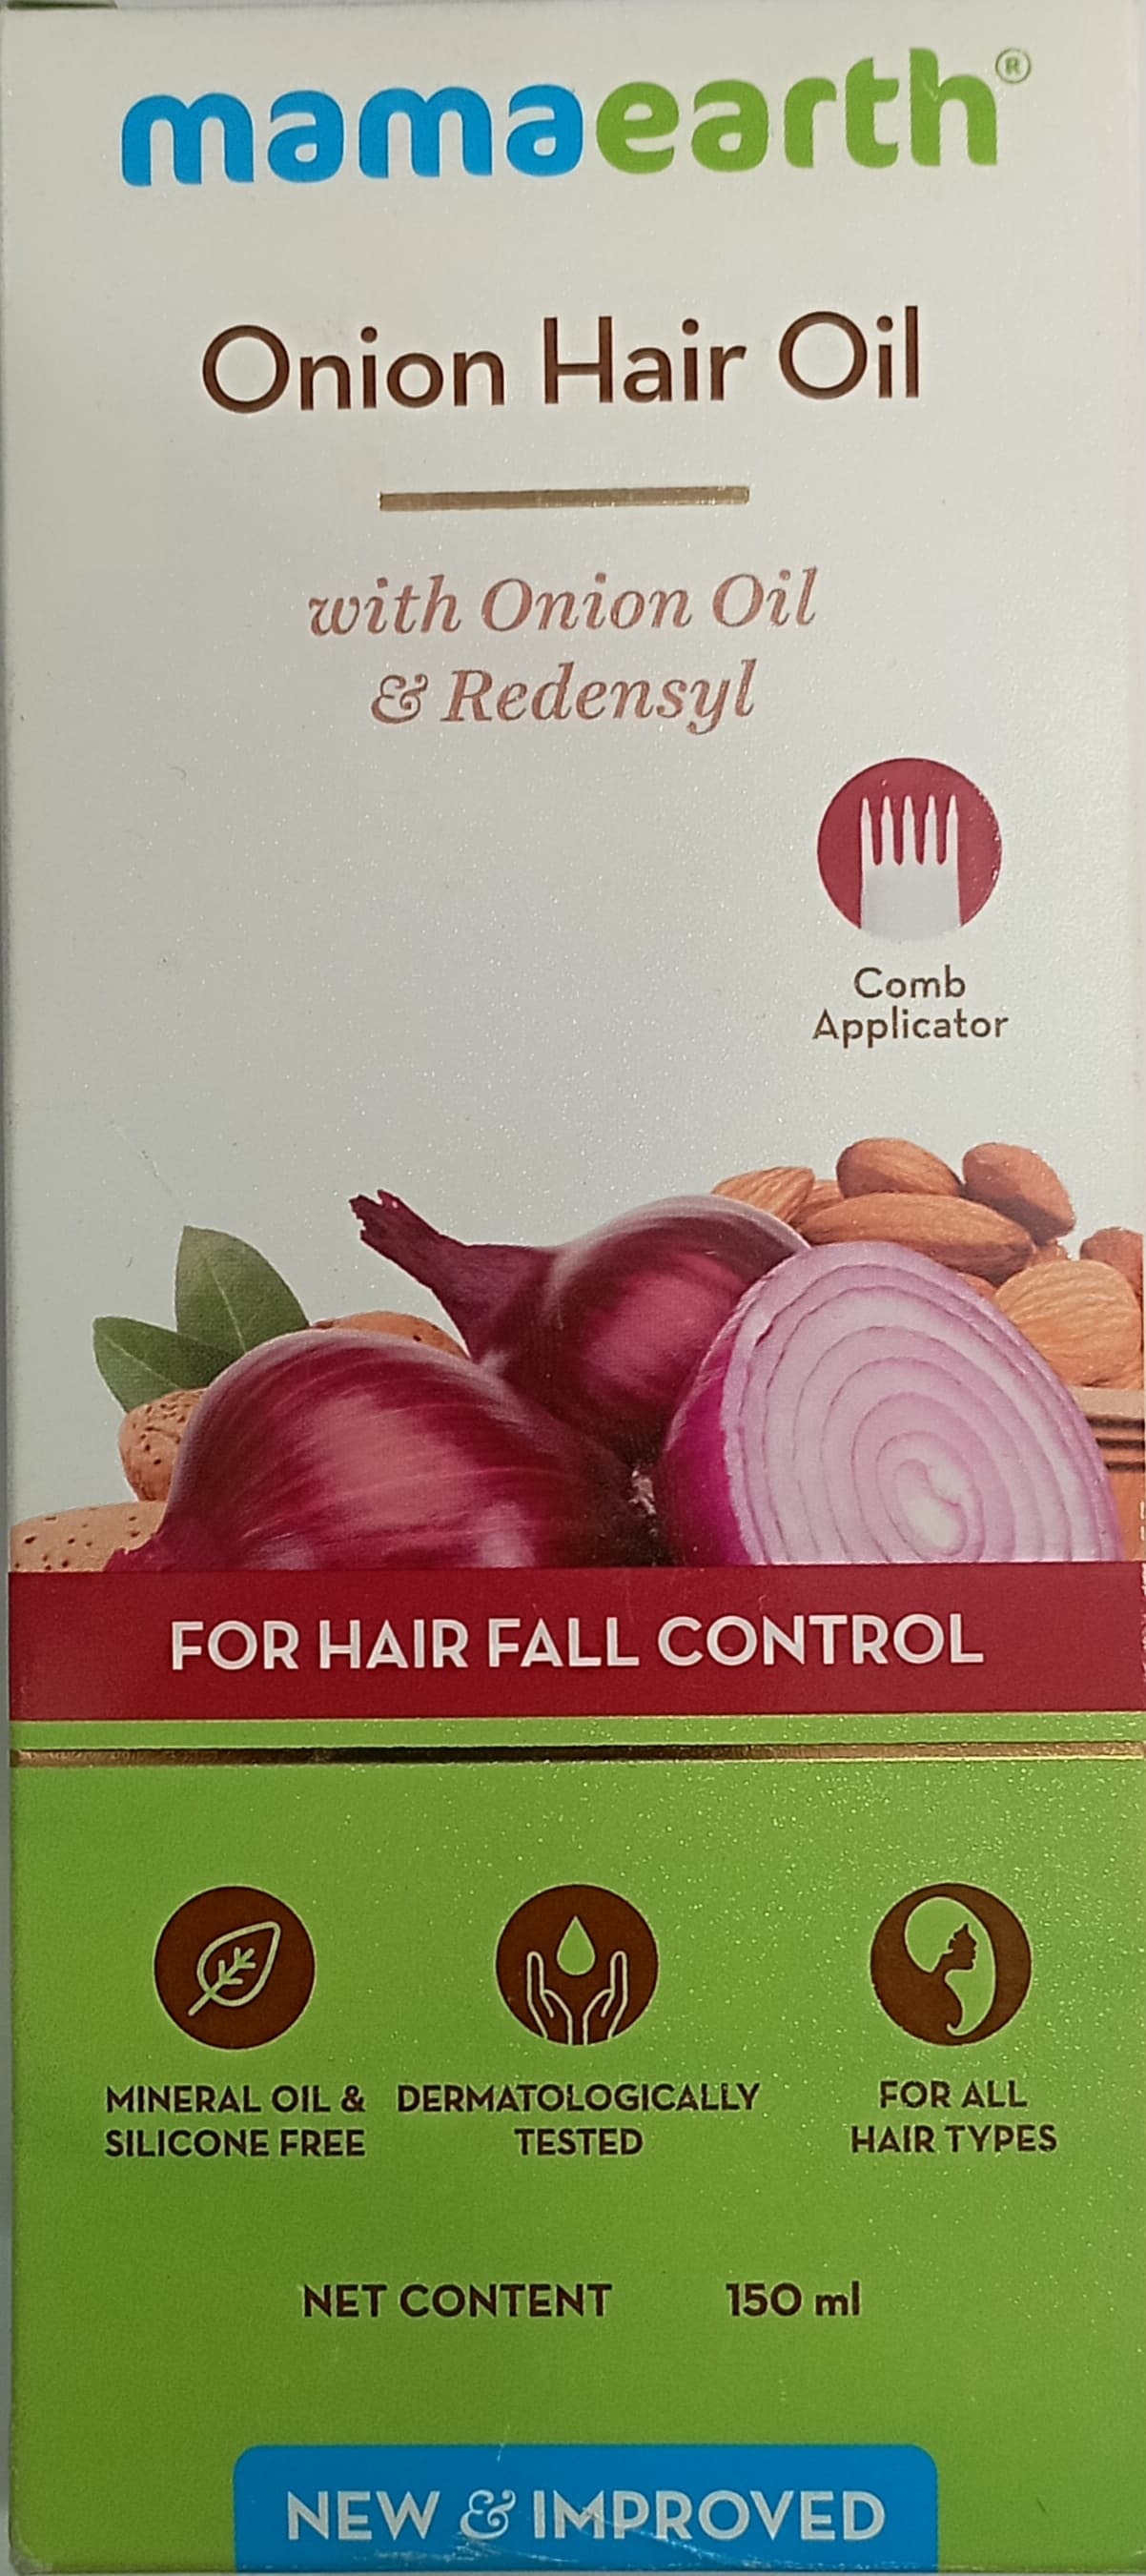 mamaearth®
Onion Hair Oil
with Onion Oil
& Redensyl
Comb
Applicator
FOR HAIR FALL CONTROL
MINERAL OIL &
SILICONE FREE
DERMATOLOGICALLY
TESTED
FOR ALL
HAIR TYPES
NET CONTENT 150 ml
NEW & IMPROVED